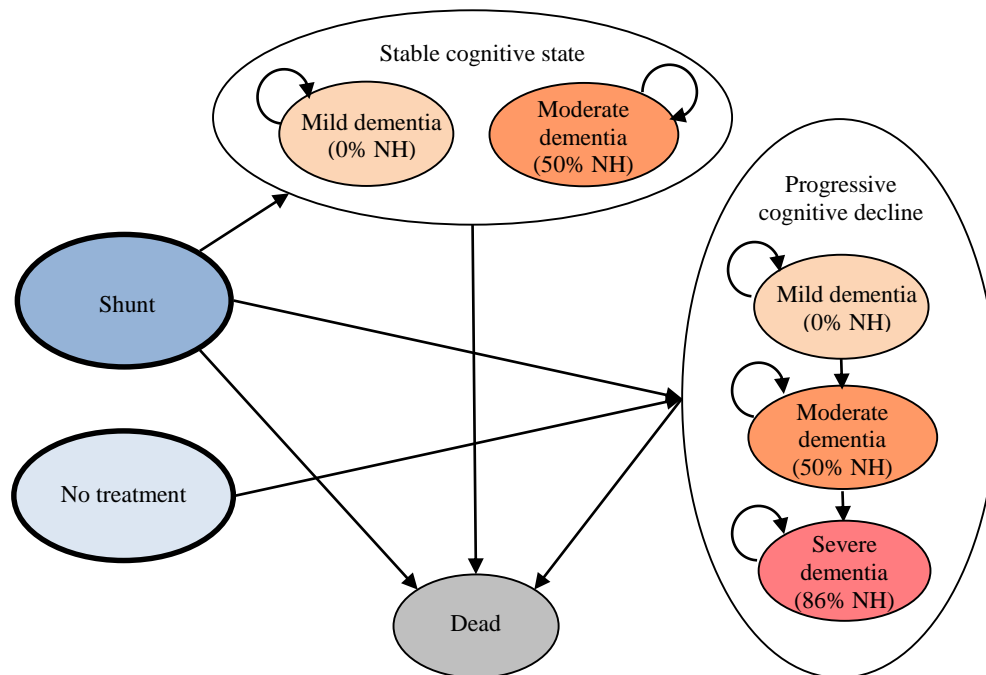 Stable cognitive state
Mild dementia
(0% NH)
Moderate
dementia
(50% NH)
Progressive
cognitive decline
Mild dementia
(0% NH)
Moderate
dementia
(50% NH)
Severe
dementia
(86% NH)
Shunt
No treatment
Dead